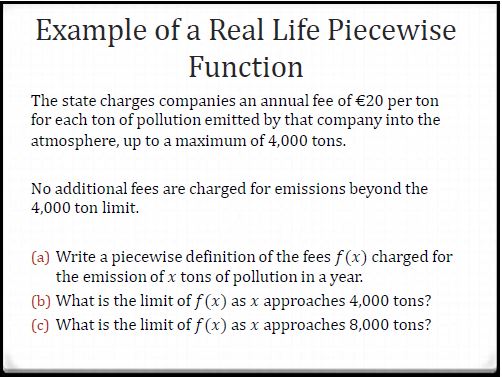 Example of a Real Life Piecewise
Function
The state charges companies an annual fee of €20 per ton
for each ton of pollution emitted by that company into the
atmosphere, up to a maximum of 4,000 tons.
No additional fees are charged for emissions beyond the
4,000 ton limit.
(a) Write a piecewise definition of the fees f(x) charged for
the emission of x tons of pollution in a year.
(b) What is the limit of f(x) as x approaches 4,000 tons?
(c) What is the limit of f(x) as x approaches 8,000 tons?